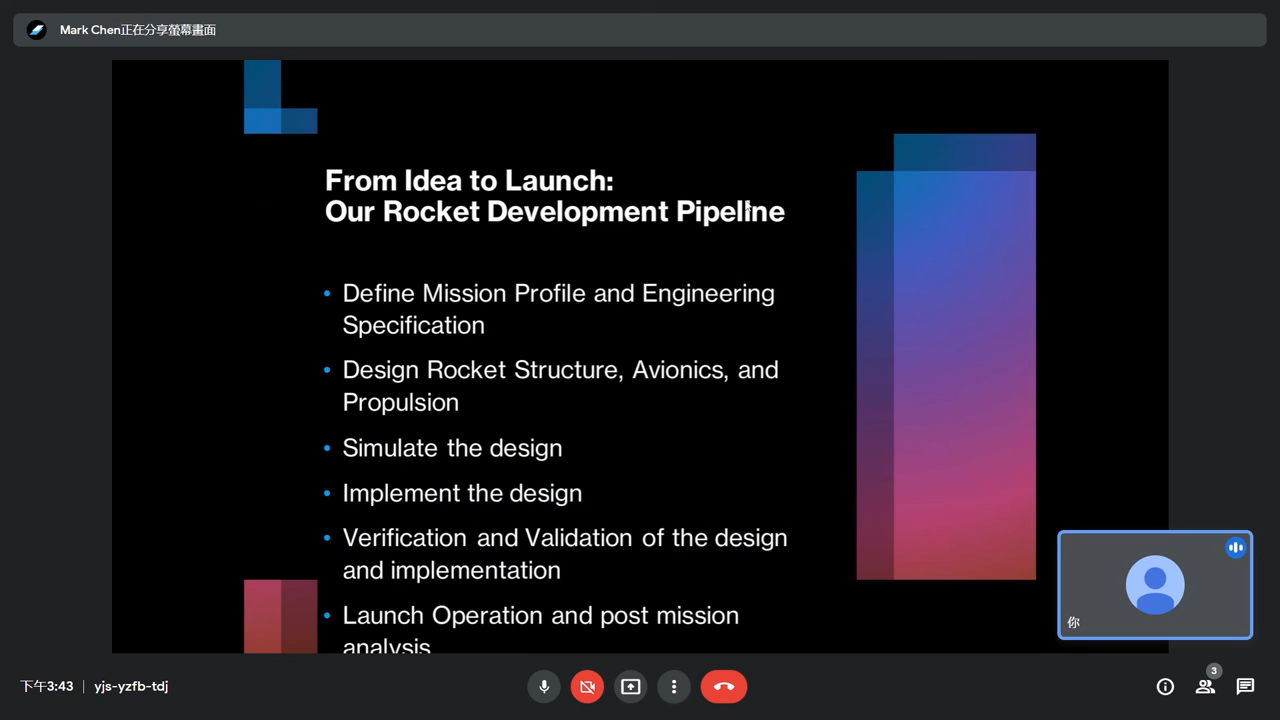 Mark Chen正在分享螢幕畫面
From Idea to Launch:
Our Rocket Development Pipeline
• Define Mission Profile and Engineering
Specification
• Design Rocket Structure, Avionics, and
Propulsion
• Simulate the design
• Implement the design
• Verification and Validation of the design
and implementation
• Launch Operation and post mission
analysis
你
下午3:43 | yjs-yzfb-tdj
3